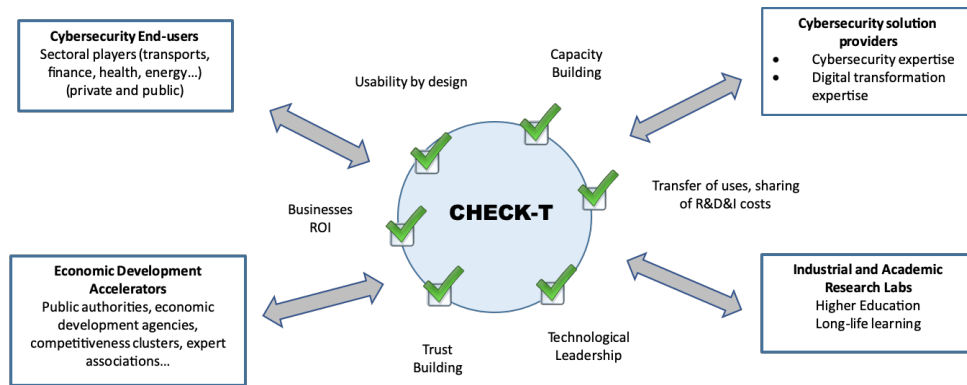 Cybersecurity End-users
Sectoral players (transports,
finance, health, energy…)
(private and public)
Usability by design
Capacity
Building
Cybersecurity solution
providers
• Cybersecurity expertise
• Digital transformation
expertise
CHECK-T
Businesses
ROI
Transfer of uses, sharing
of R&D&I costs
Economic Development
Accelerators
Public authorities, economic
development agencies,
competitiveness clusters, expert
associations…
Trust
Building
Technological
Leadership
Industrial and Academic
Research Labs
Higher Education
Long-life learning